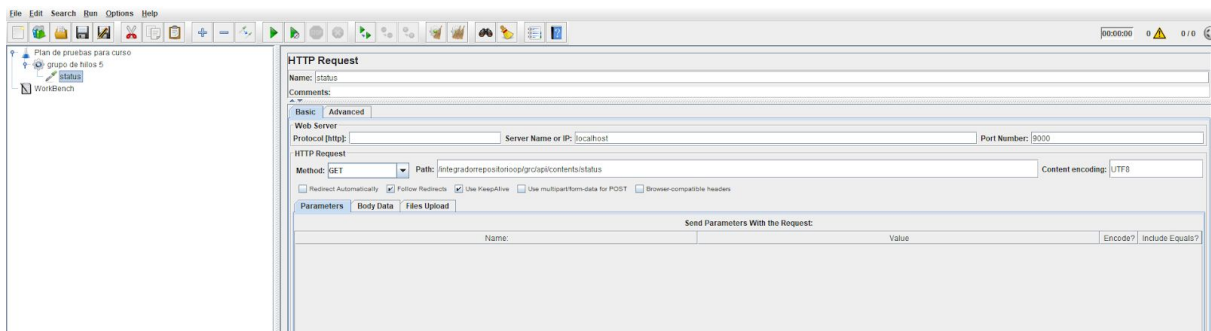 File Edit Search Run Options Help
00:00:00 0 0 / 0
Plan de pruebas para curso
grupo de hilos 5
status
WorkBench
HTTP Request
Name: status
Comments:
Basic Advanced
Web Server
Protocol [http]: Server Name or IP: localhost Port Number: 9000
HTTP Request
Method: GET Path: /integradorrepositorioop/grc/api/contents/status Content encoding: UTF8
Redirect Automatically Follow Redirects Use KeepAlive Use multipart/form-data for POST Browser-compatible headers
Parameters Body Data Files Upload
Send Parameters With the Request:
Name: Value Encode? Include Equals?